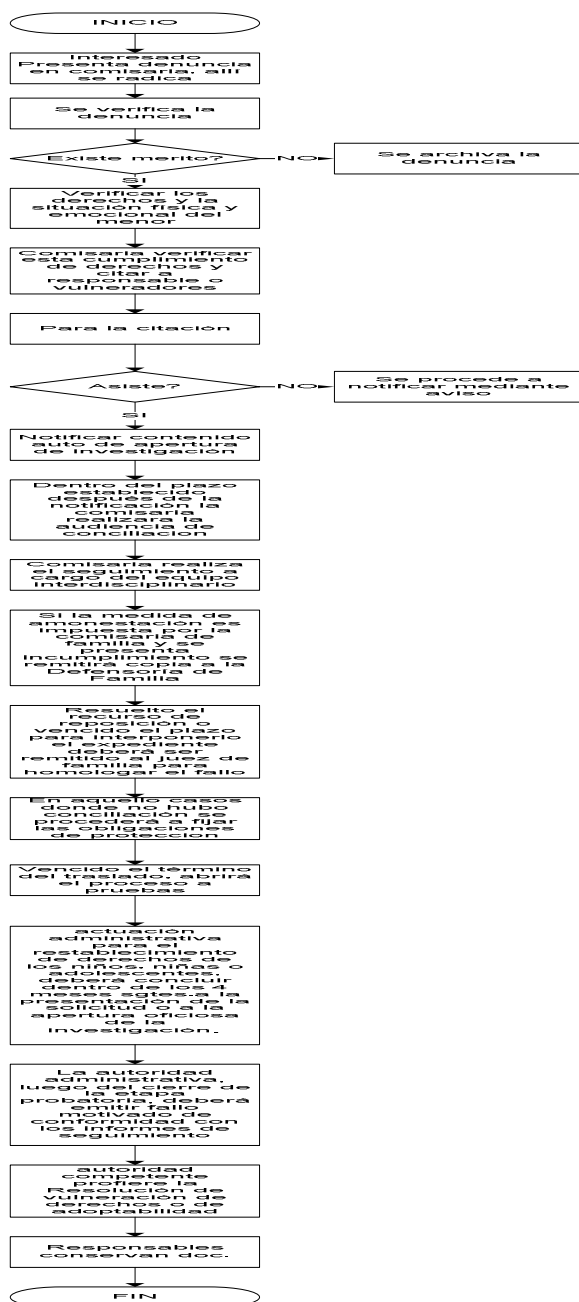 INICIO
Interesado
Presenta denuncia
en comisaria, allí
se radica
Se verifica la
denuncia
Existe merito?
NO
Se archiva la
denuncia
SI
Verificar los
derechos y la
situación física y
emocional del
menor
Comisaria verificar
esta cumplimiento
de derechos y
citar a
responsable o
vulneradores
Para la citación
Asiste?
NO
Se procede a
notificar mediante
aviso
SI
Notificar contenido
auto de apertura
de investigación
Dentro del plazo
establecido
después de la
notificación la
comisaria
realizara la
audiencia de
conciliacion
Comisaria realiza
el seguimiento a
cargo del equipo
interdisciplinario
Si la medida de
amonestación es
impuesta por la
comisaria de
familia y se
presenta
incumplimiento se
remitirá copia a la
Defensoría de
Familia
Resuelto el
recurso de
reposición o
vencido el plazo
para interponerlo
el expediente
deberá ser
remitido al juez de
familia para
homologar el fallo
En aquello casos
donde no hubo
conciliación se
procederá a fijar
las obligaciones
de proteccion
Vencido el término
del traslado, abrirá
el proceso a
pruebas
actuación
administrativa
para el
restablecimiento
de derechos de
los niños, niñas o
adolescentes,
deberá concluir
dentro de los 4
meses sgtes.a la
presentación de la
solicitud o a la
apertura oficiosa
de la
investigación,
La autoridad
administrativa,
luego del cierre de
la etapa
probatoria, deberá
emitir fallo
motivado de
conformidad con
los informes de
seguimiento
autoridad
competente
profiere la
Resolución de
vulneración de
derechos o de
adoptabilidad
Responsables
conservan doc.
FIN